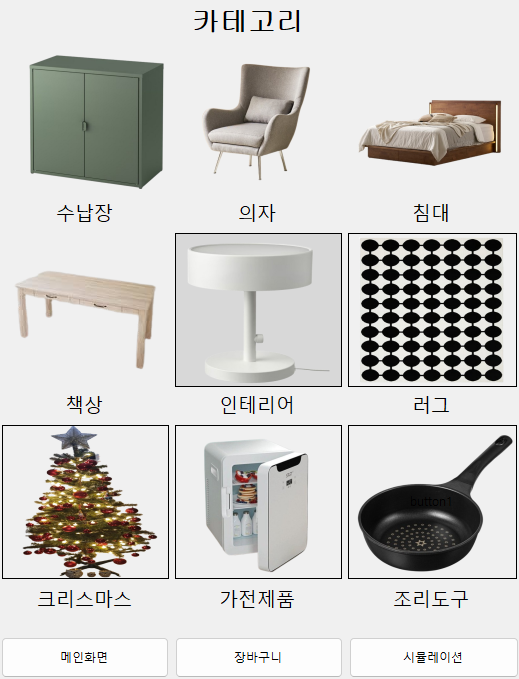 카테고리
수납장
의자
침대
책상
인테리어
러그
button1
크리스마스
가전제품
조리도구
메인화면
장바구니
시뮬레이션